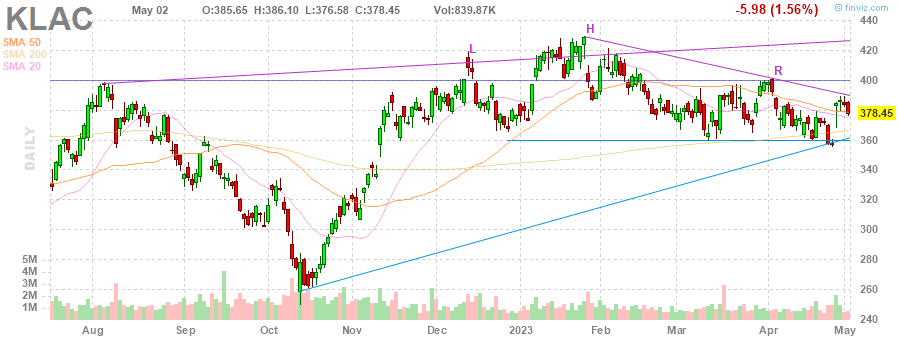 © finviz.com
KLAC May 02 O:385.65 H:386.10 L:376.58 C:378.45 Vol:839.87K -5.98 (1.56%)
SMA 50
SMA 200
SMA 20
DAILY
L
H
R
440
420
400
380
378.45
360
340
320
300
280
260
240
5M
4M
3M
2M
1M
Aug Sep Oct Nov Dec 2023 Feb Mar Apr May